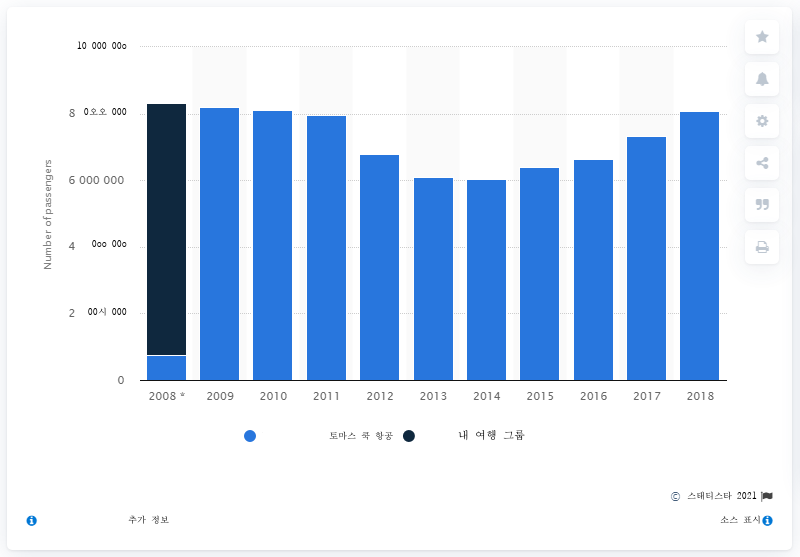 10 000 00o
8 0오오 000
6 000 000
4 0oo 00o
2 00시 000
0
Number of passengers
2008 * 2009 2010 2011 2012 2013 2014 2015 2016 2017 2018
토마스 쿡 항공 내 여행 그룹
© 스태티스타 2021
추가 정보 소스 표시